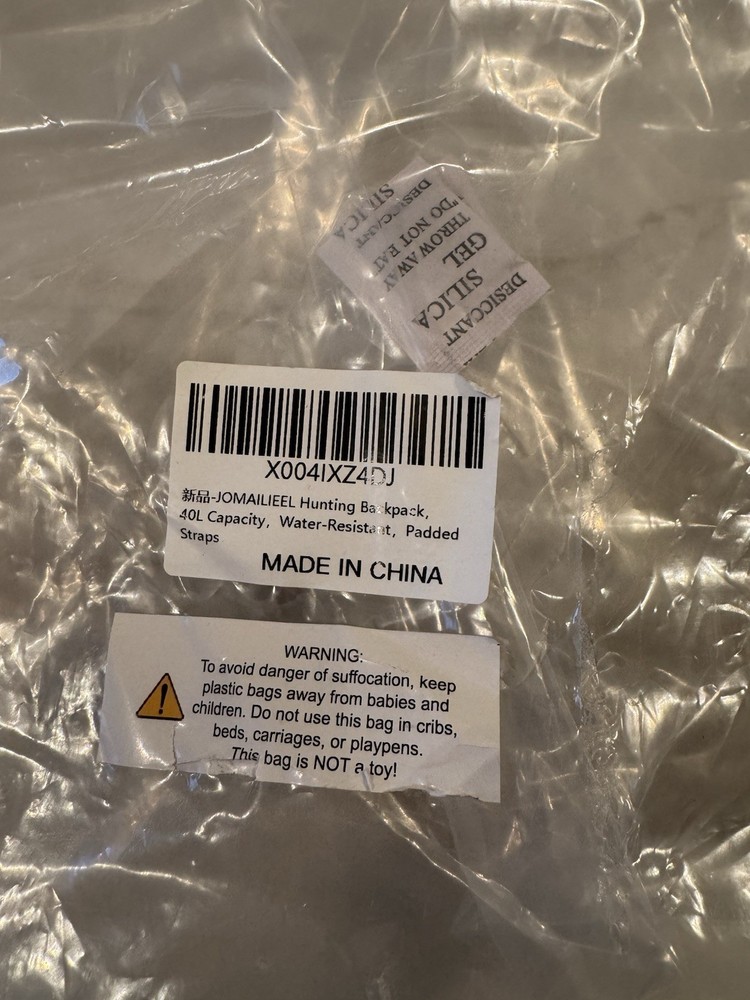 SILICA
DESICCANT
"DO NOT EAT
THROW AWAY
GEL
SILICA
DESICCANT
X004IXZ4DJ
新品-JOMAILIEEL Hunting Backpack,
40L Capacity, Water-Resistant, Padded
Straps
MADE IN CHINA
WARNING:
To avoid danger of suffocation, keep
plastic bags away from babies and
children. Do not use this bag in cribs,
beds, carriages, or playpens.
This bag is NOT a toy!